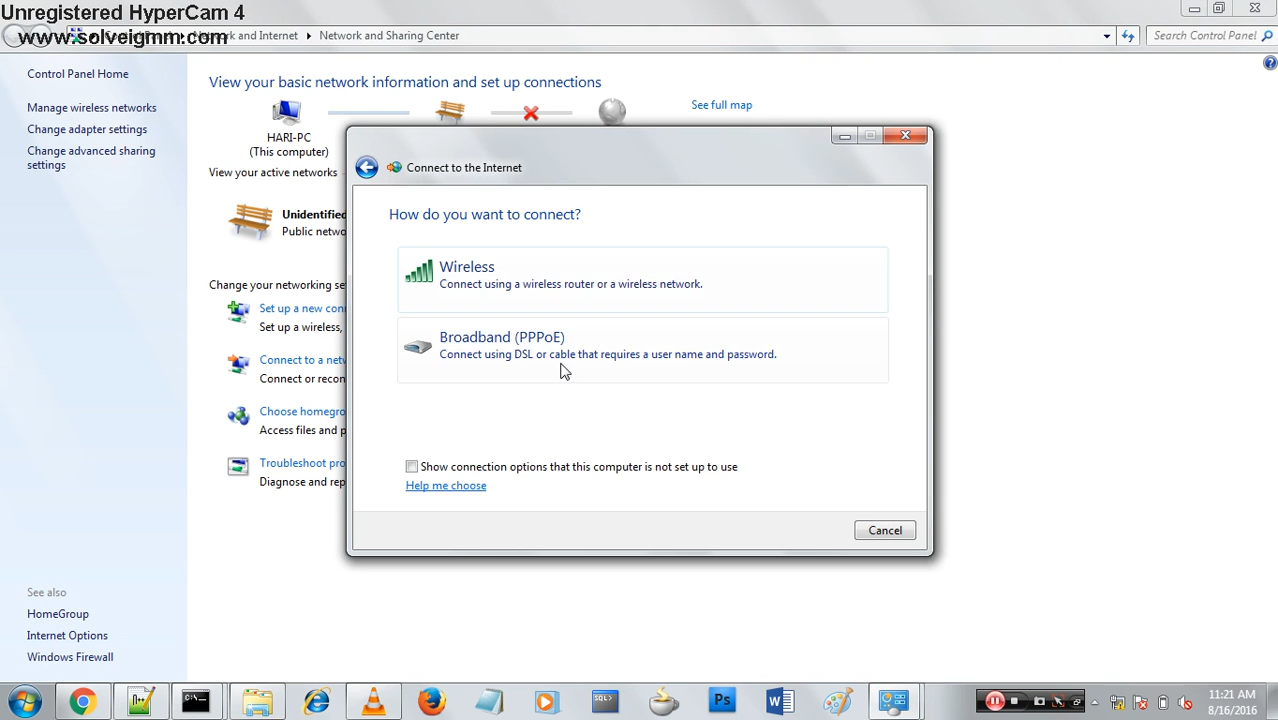 Unregistered HyperCam 4
www.solveigmm.com
Network and Internet
Network and Sharing Center
Search Control Panel
Control Panel Home
Manage wireless networks
Change adapter settings
Change advanced sharing
settings
See also
HomeGroup
Internet Options
Windows Firewall
View your basic network information and set up connections
See full map
HARI-PC
(This computer)
View your active networks
Unidentified
Public netwo
Change your networking se
Set up a new con
Set up a wireless,
Connect to a net
Connect or recon
Choose homegro
Access files and p
Troubleshoot pro
Diagnose and rep
Connect to the Internet
How do you want to connect?
Wireless
Connect using a wireless router or a wireless network.
Broadband (PPPoE)
Connect using DSL or cable that requires a user name and password.
Show connection options that this computer is not set up to use
Help me choose
Cancel
SQL>
Ps
11:21 AM
8/16/2016